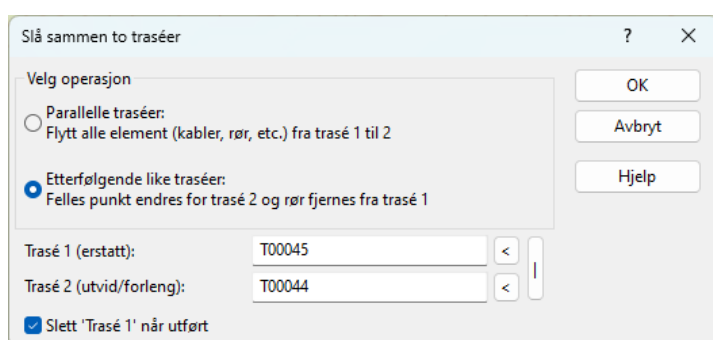 Slå sammen to traséer ?
Velg operasjon
OK
Parallelle traséer:
Flytt alle element (kabler, rør, etc.) fra trasé 1 til 2
Avbryt
Etterfølgende like traséer:
Felles punkt endres for trasé 2 og rør fjernes fra trasé 1
Hjelp
Trasé 1 (erstatt): T00045 <
Trasé 2 (utvid/forleng): T00044 <
|
Slett 'Trasé 1' når utført